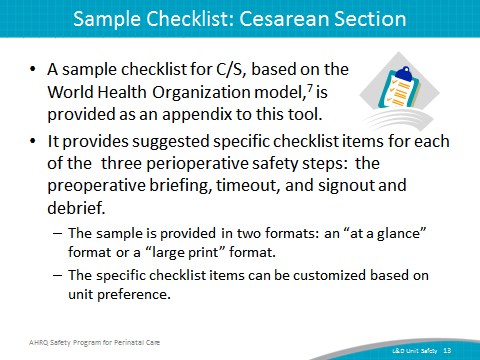 Sample Checklist: Cesarean Section
• A sample checklist for C/S, based on the
World Health Organization model,7 is
provided as an appendix to this tool.
• It provides suggested specific checklist items for each
of the  three perioperative safety steps:  the
preoperative briefing, timeout, and signout and
debrief.
– The sample is provided in two formats: an “at a glance”
format or a “large print” format.
– The specific checklist items can be customized based on
unit preference.
AHRQ Safety Program for Perinatal Care
L&D Unit Safety 13